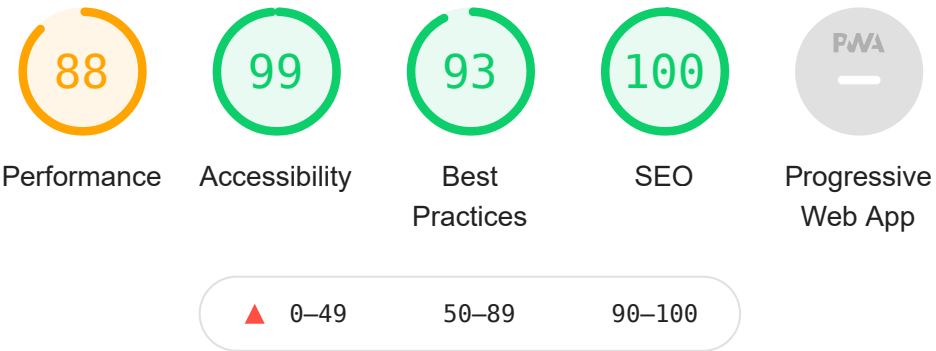 88 99 93 100 PWA
Performance Accessibility Best Practices SEO Progressive Web App
0–49 50–89 90–100